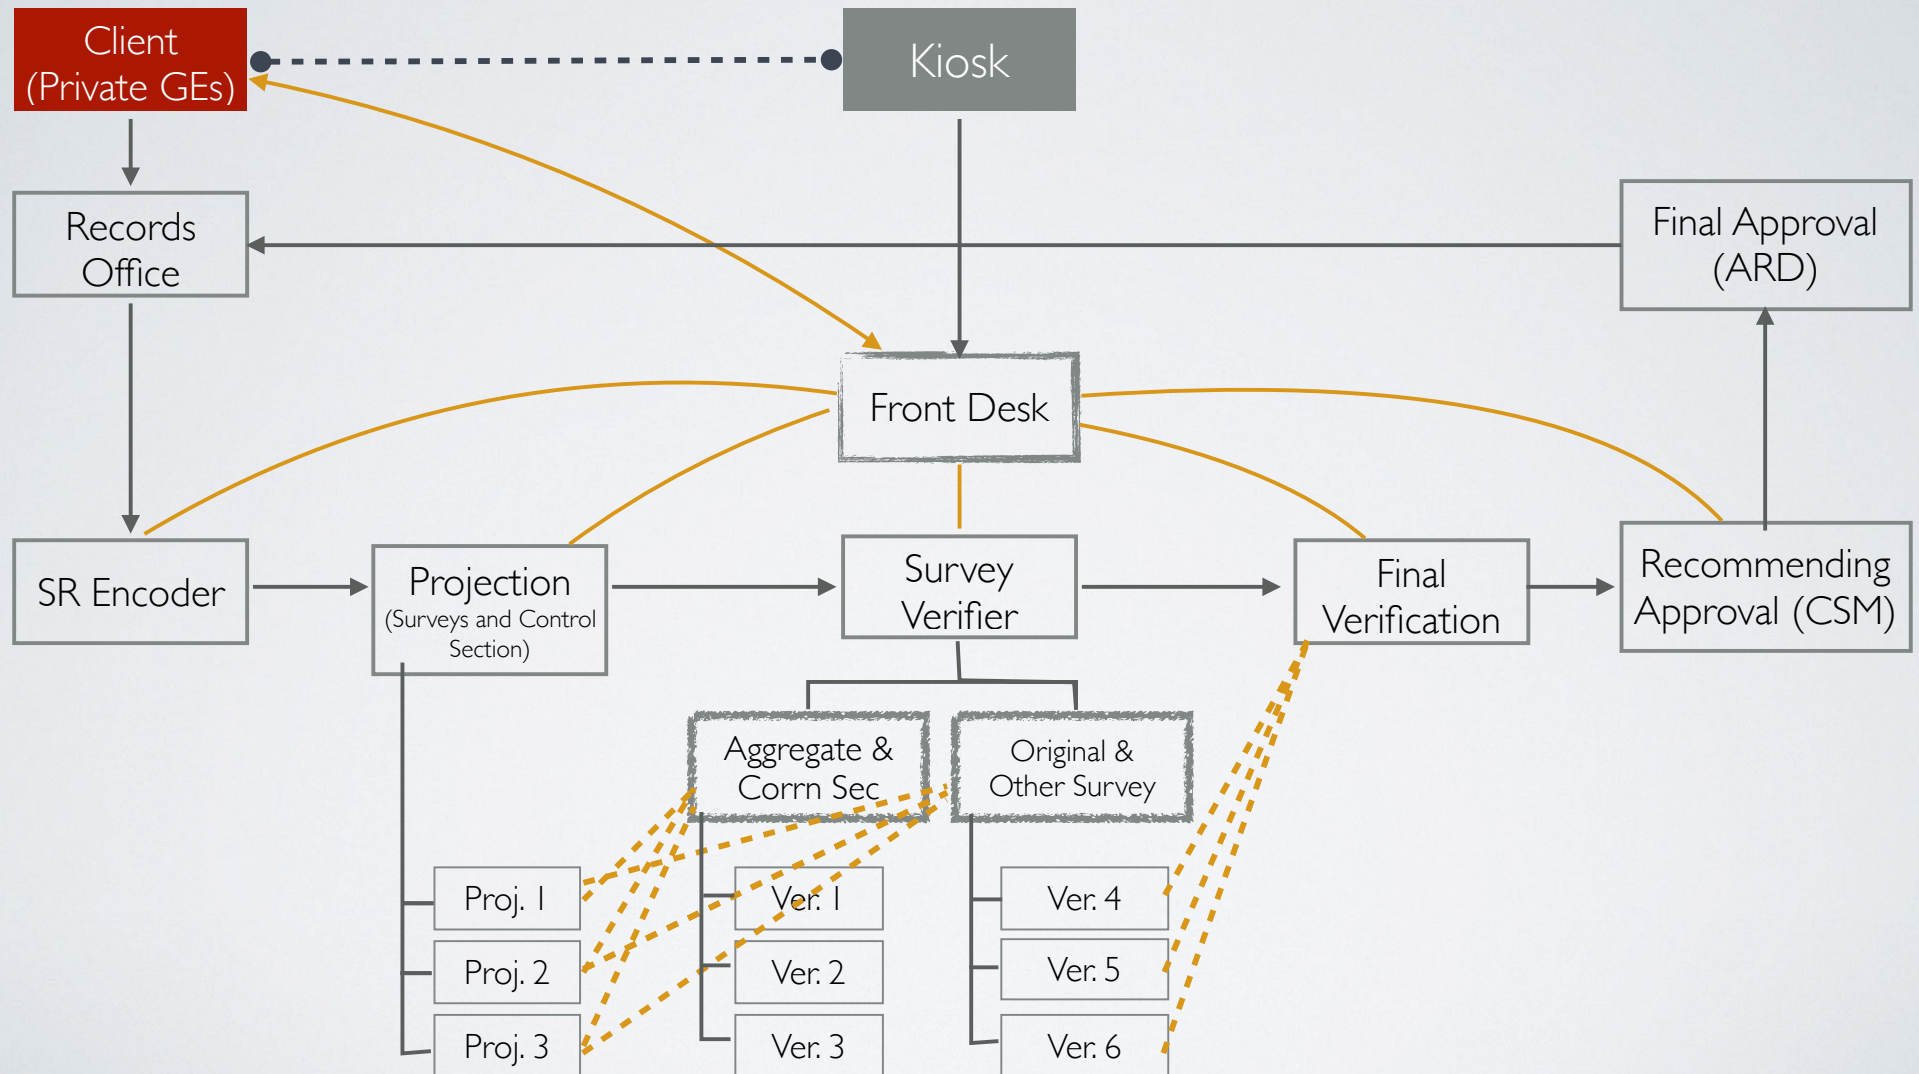 Client
(Private GEs)
Kiosk
Records
Office
Final Approval
(ARD)
Front Desk
SR Encoder
Projection
(Surveys and Control
Section)
Survey
Verifier
Final
Verification
Recommending
Approval (CSM)
Aggregate &
Corrn Sec
Original &
Other Survey
Proj. 1
Ver. 1
Ver. 4
Proj. 2
Ver. 2
Ver. 5
Proj. 3
Ver. 3
Ver. 6